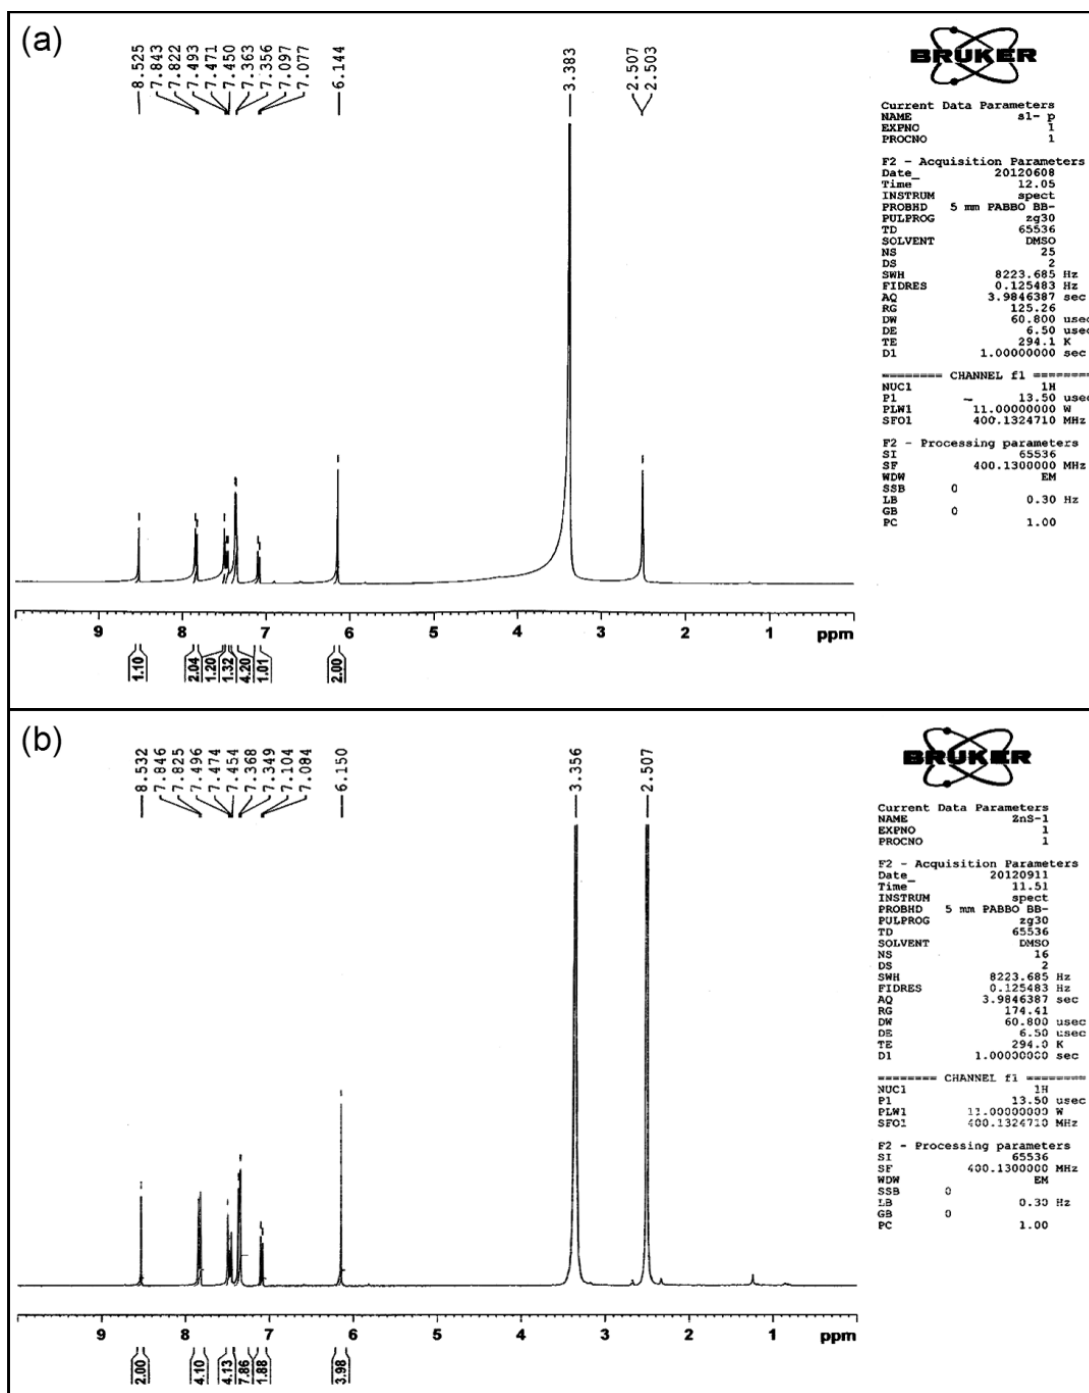 (a)
8.525
7.843
7.822
7.493
7.471
7.450
7.363
7.356
7.097
7.077
6.144
3.383
2.507
2.503
BRUKER
Current Data Parameters
NAME s1- p
EXPNO 1
PROCNO 1
F2 - Acquisition Parameters
Date_ 20120608
Time 12.05
INSTRUM spect
PROBHD 5 mm PABBO BB-
PULPROG zg30
TD 65536
SOLVENT DMSO
NS 25
DS 2
SWH 8223.685 Hz
FIDRES 0.125483 Hz
AQ 3.9846387 sec
RG 125.26
DW 60.800 usec
DE 6.50 usec
TE 294.1 K
D1 1.00000000 sec
======== CHANNEL f1 ========
NUC1 1H
P1 13.50 usec
PLW1 11.00000000 W
SFO1 400.1324710 MHz
F2 - Processing parameters
SI 65536
SF 400.1300000 MHz
WDW EM
SSB 0
LB 0.30 Hz
GB 0
PC 1.00
9 8 7 6 5 4 3 2 1 ppm
1.10
2.04
1.20
1.32
4.20
1.01
2.00
(b)
8.532
7.846
7.825
7.496
7.474
7.454
7.368
7.349
7.104
7.084
6.150
3.356
2.507
BRUKER
Current Data Parameters
NAME ZnS-1
EXPNO 1
PROCNO 1
F2 - Acquisition Parameters
Date_ 20120911
Time 11.51
INSTRUM spect
PROBHD 5 mm PABBO BB-
PULPROG zg30
TD 65536
SOLVENT DMSO
NS 16
DS 2
SWH 8223.685 Hz
FIDRES 0.125483 Hz
AQ 3.9846387 sec
RG 174.41
DW 60.800 usec
DE 6.50 usec
TE 294.0 K
D1 1.00000000 sec
======== CHANNEL f1 ========
NUC1 1H
P1 13.50 usec
PLW1 11.00000000 W
SFO1 400.1324710 MHz
F2 - Processing parameters
SI 65536
SF 400.1300000 MHz
WDW EM
SSB 0
LB 0.30 Hz
GB 0
PC 1.00
9 8 7 6 5 4 3 2 1 ppm
2.00
4.10
4.13
7.86
1.88
3.98